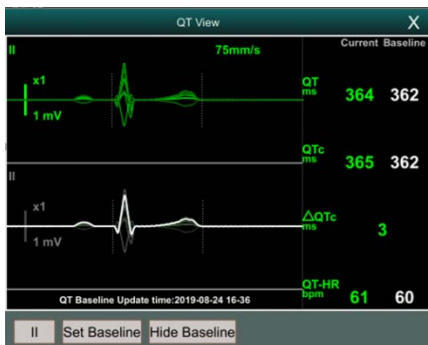 QT View X
Current Baseline
II 75mm/s
x1
1 mV
QT
ms 364 362
QTc
ms 365 362
II
x1
1 mV
△QTc
ms 3
QT-HR
bpm 61 60
QT Baseline Update time:2019-08-24 16-36
II Set Baseline Hide Baseline